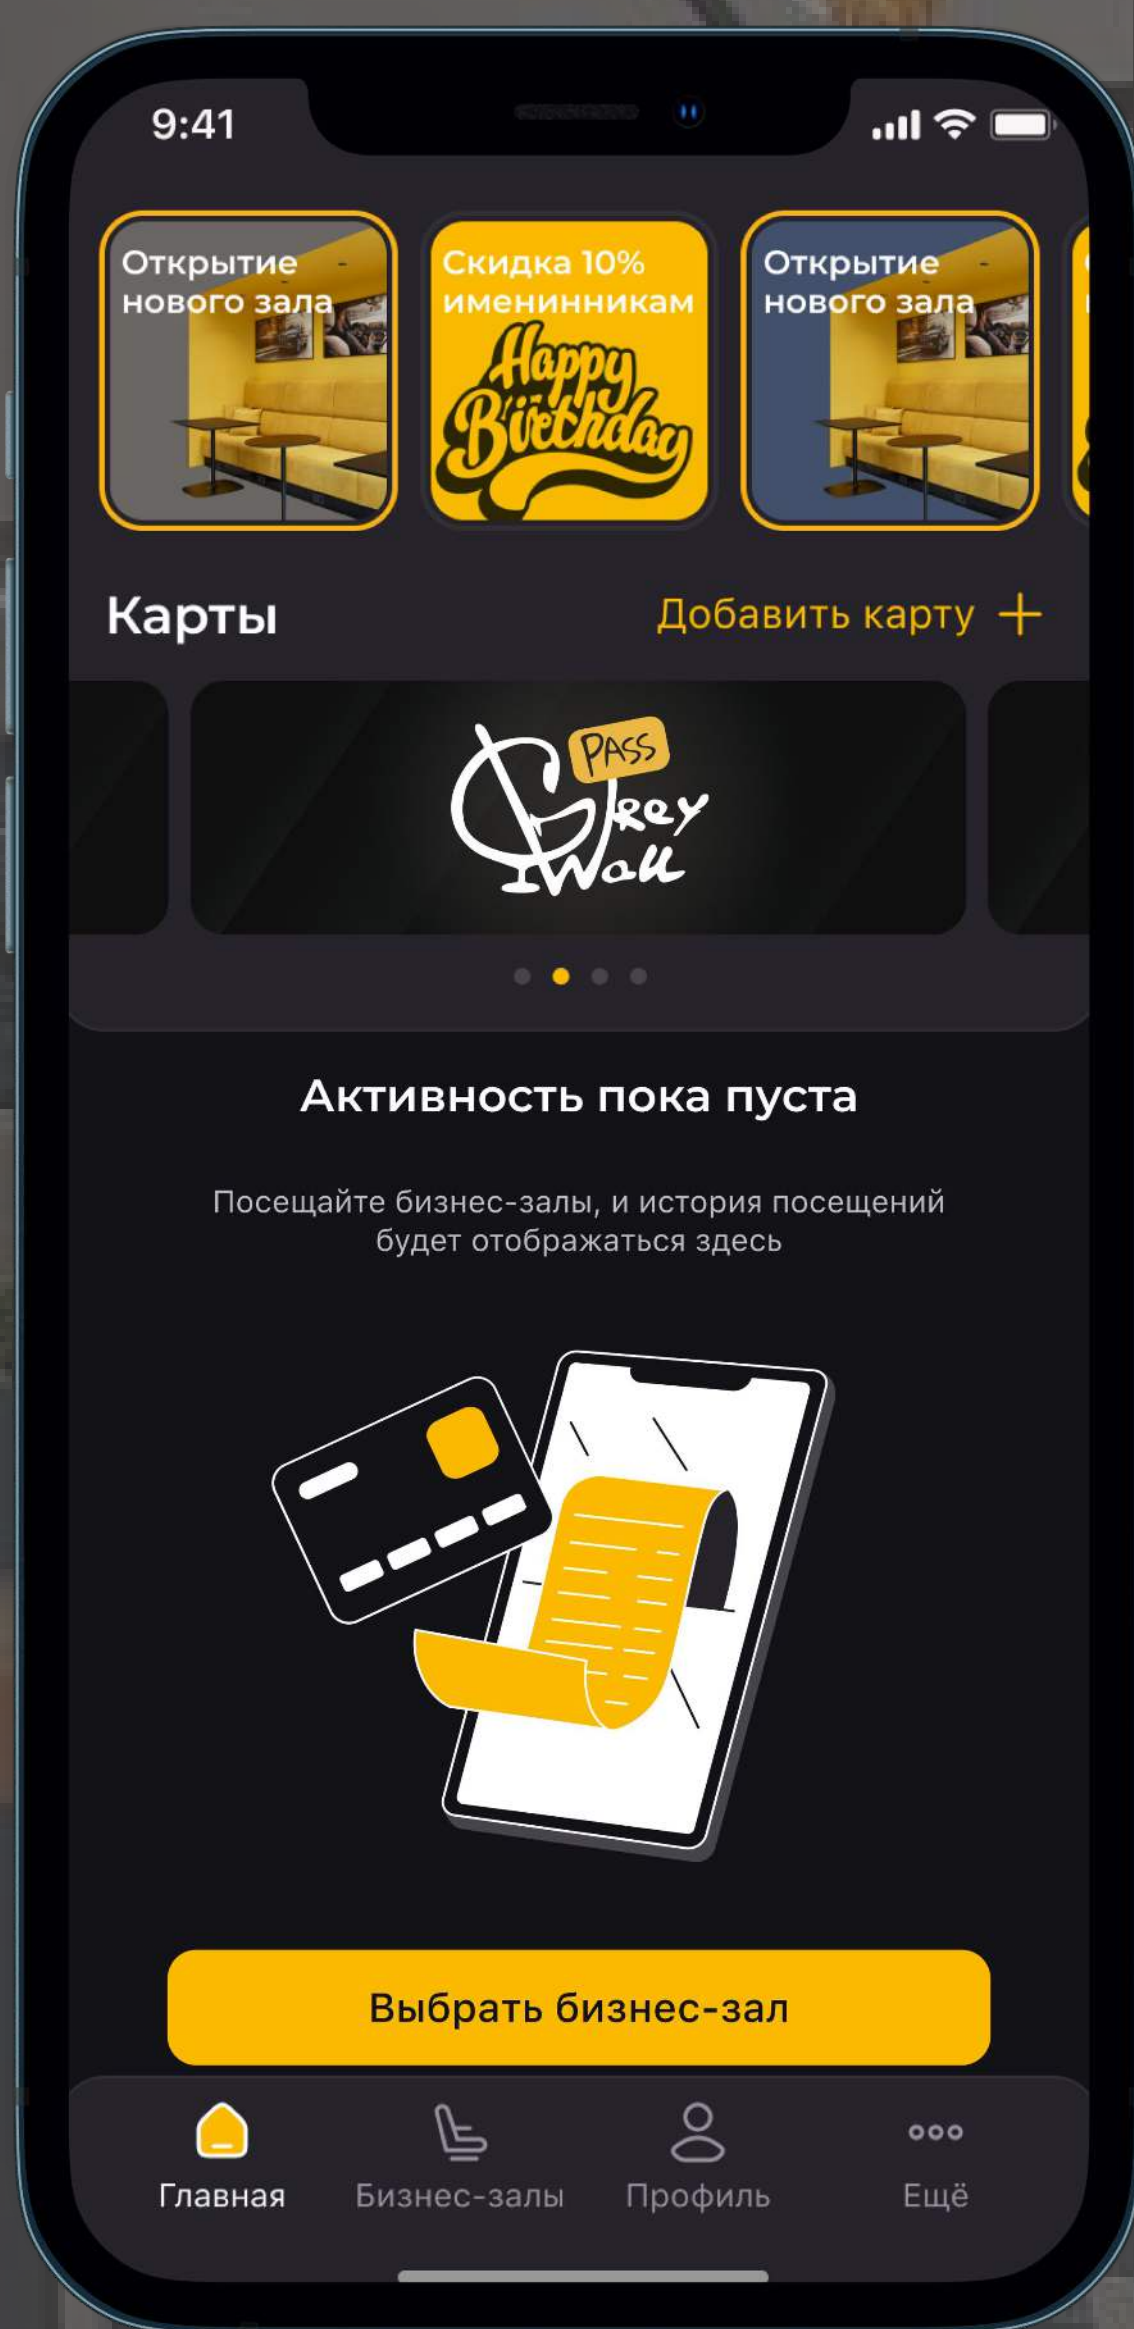 9:41
Открытие
нового зала
Скидка 10%
именинникам
Happy
Birthday
Открытие
нового зала
Карты
Добавить карту
PASS
Grey
Wall
Активность пока пуста
Посещайте бизнес-залы, и история посещений
будет отображаться здесь
Выбрать бизнес-зал
Главная
Бизнес-залы
Профиль
Ещё